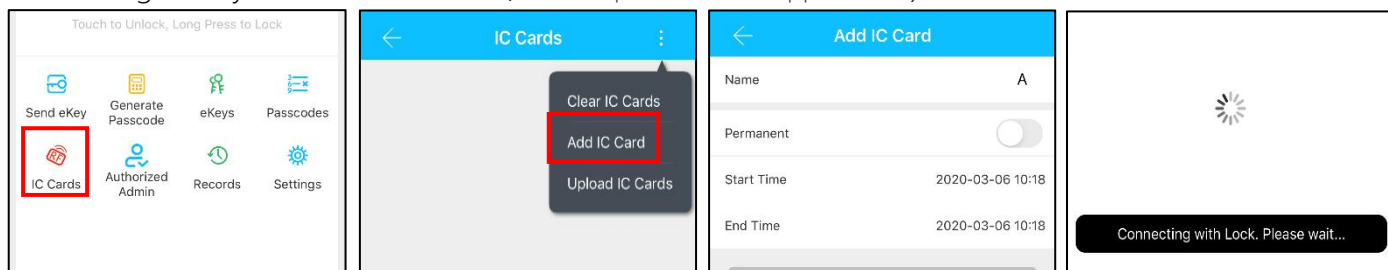 Touch to Unlock, Long Press to Lock
Send eKey
Generate
Passcode
eKeys
Passcodes
IC Cards
Authorized
Admin
Records
Settings
IC Cards
Clear IC Cards
Add IC Card
Upload IC Cards
Add IC Card
Name A
Permanent
Start Time 2020-03-06 10:18
End Time 2020-03-06 10:18
Connecting with Lock. Please wait...